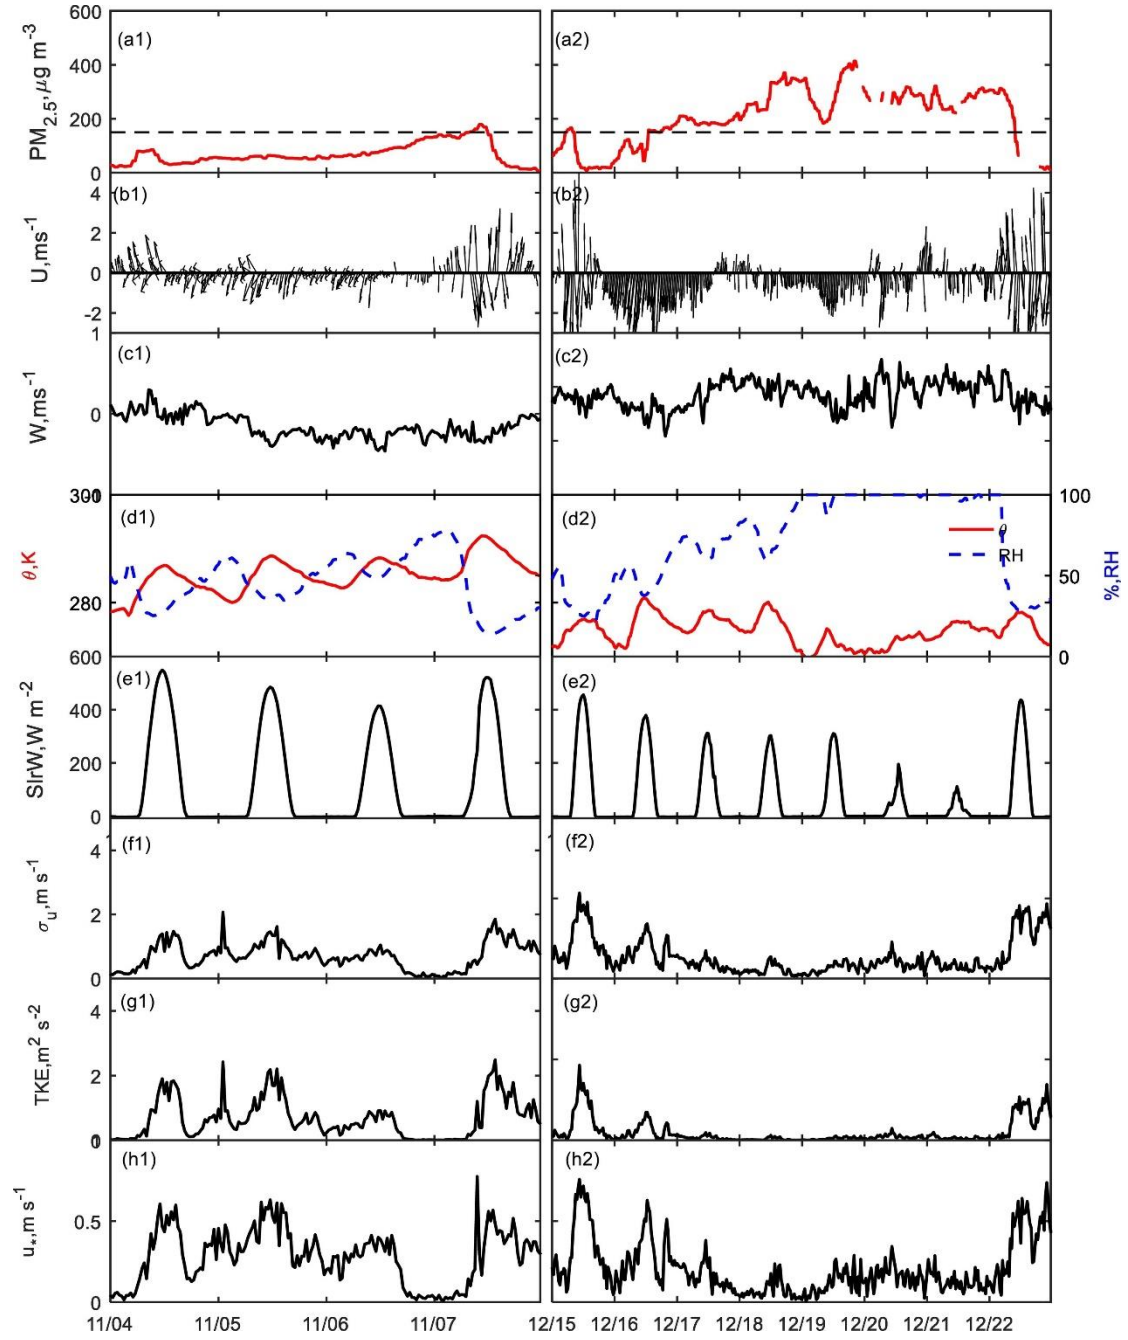 (a1) (a2)
PM2.5,μg m-3
600
400
200
0
(b1) (b2)
U,ms-1
4
2
0
-2
(c1) (c2)
W,ms-1
1
0
-1
(d1) (d2)
θ,K
300
280
θ
RH
100
50
0
%,RH
(e1) (e2)
SlrW,W m-2
600
400
200
0
(f1) (f2)
σu,m s-1
4
2
0
(g1) (g2)
TKE,m2 s-2
4
2
0
(h1) (h2)
u*,m s-1
1
0.5
0
11/04 11/05 11/06 11/07 12/15 12/16 12/17 12/18 12/19 12/20 12/21 12/22